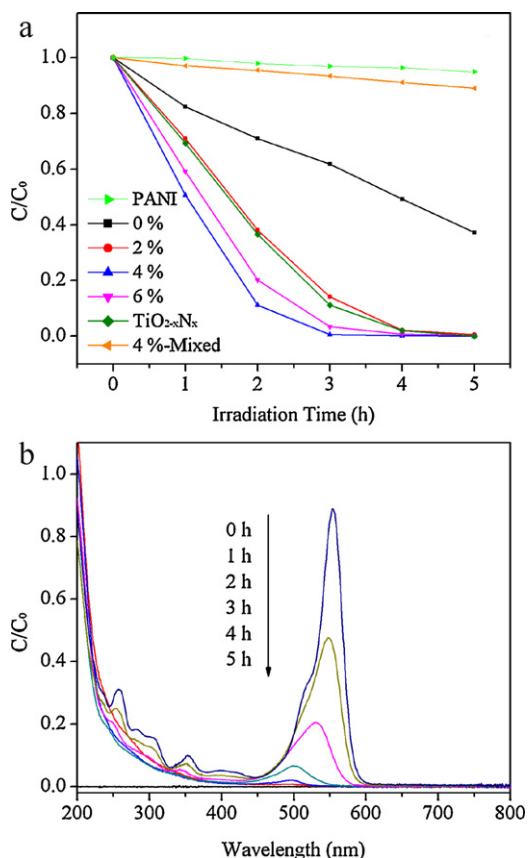 a
1.0
0.8
0.6
0.4
0.2
0.0
C/C₀
PANI
0 %
2 %
4 %
6 %
TiO₂₋ₓNₓ
4 %-Mixed
0 1 2 3 4 5
Irradiation Time (h)
b
1.0
0.8
0.6
0.4
0.2
0.0
C/C₀
0 h
1 h
2 h
3 h
4 h
5 h
200 300 400 500 600 700 800
Wavelength (nm)